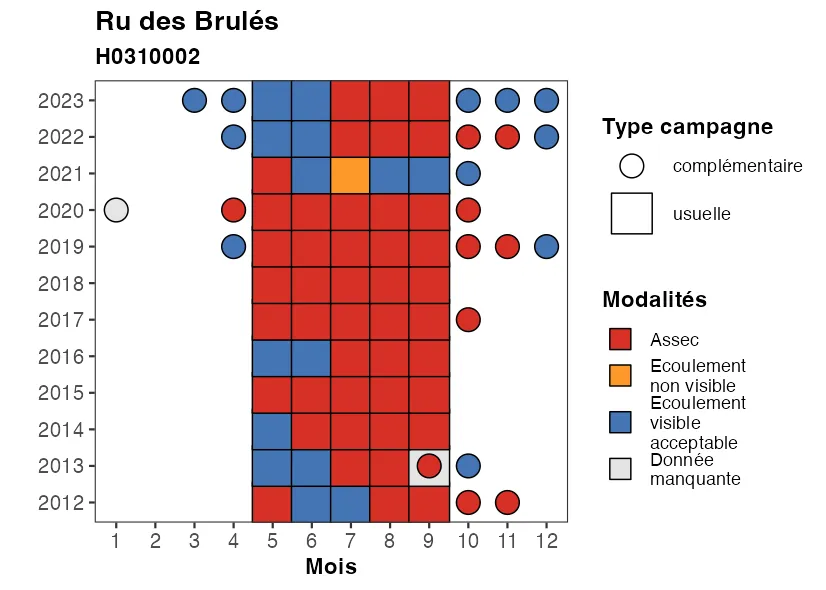 Ru des Brulés
H0310002
2023
2022
2021
2020
2019
2018
2017
2016
2015
2014
2013
2012
1 2 3 4 5 6 7 8 9 10 11 12
Mois
Type campagne
complémentaire
usuelle
Modalités
Assec
Ecoulement
non visible
Ecoulement
visible
acceptable
Donnée
manquante